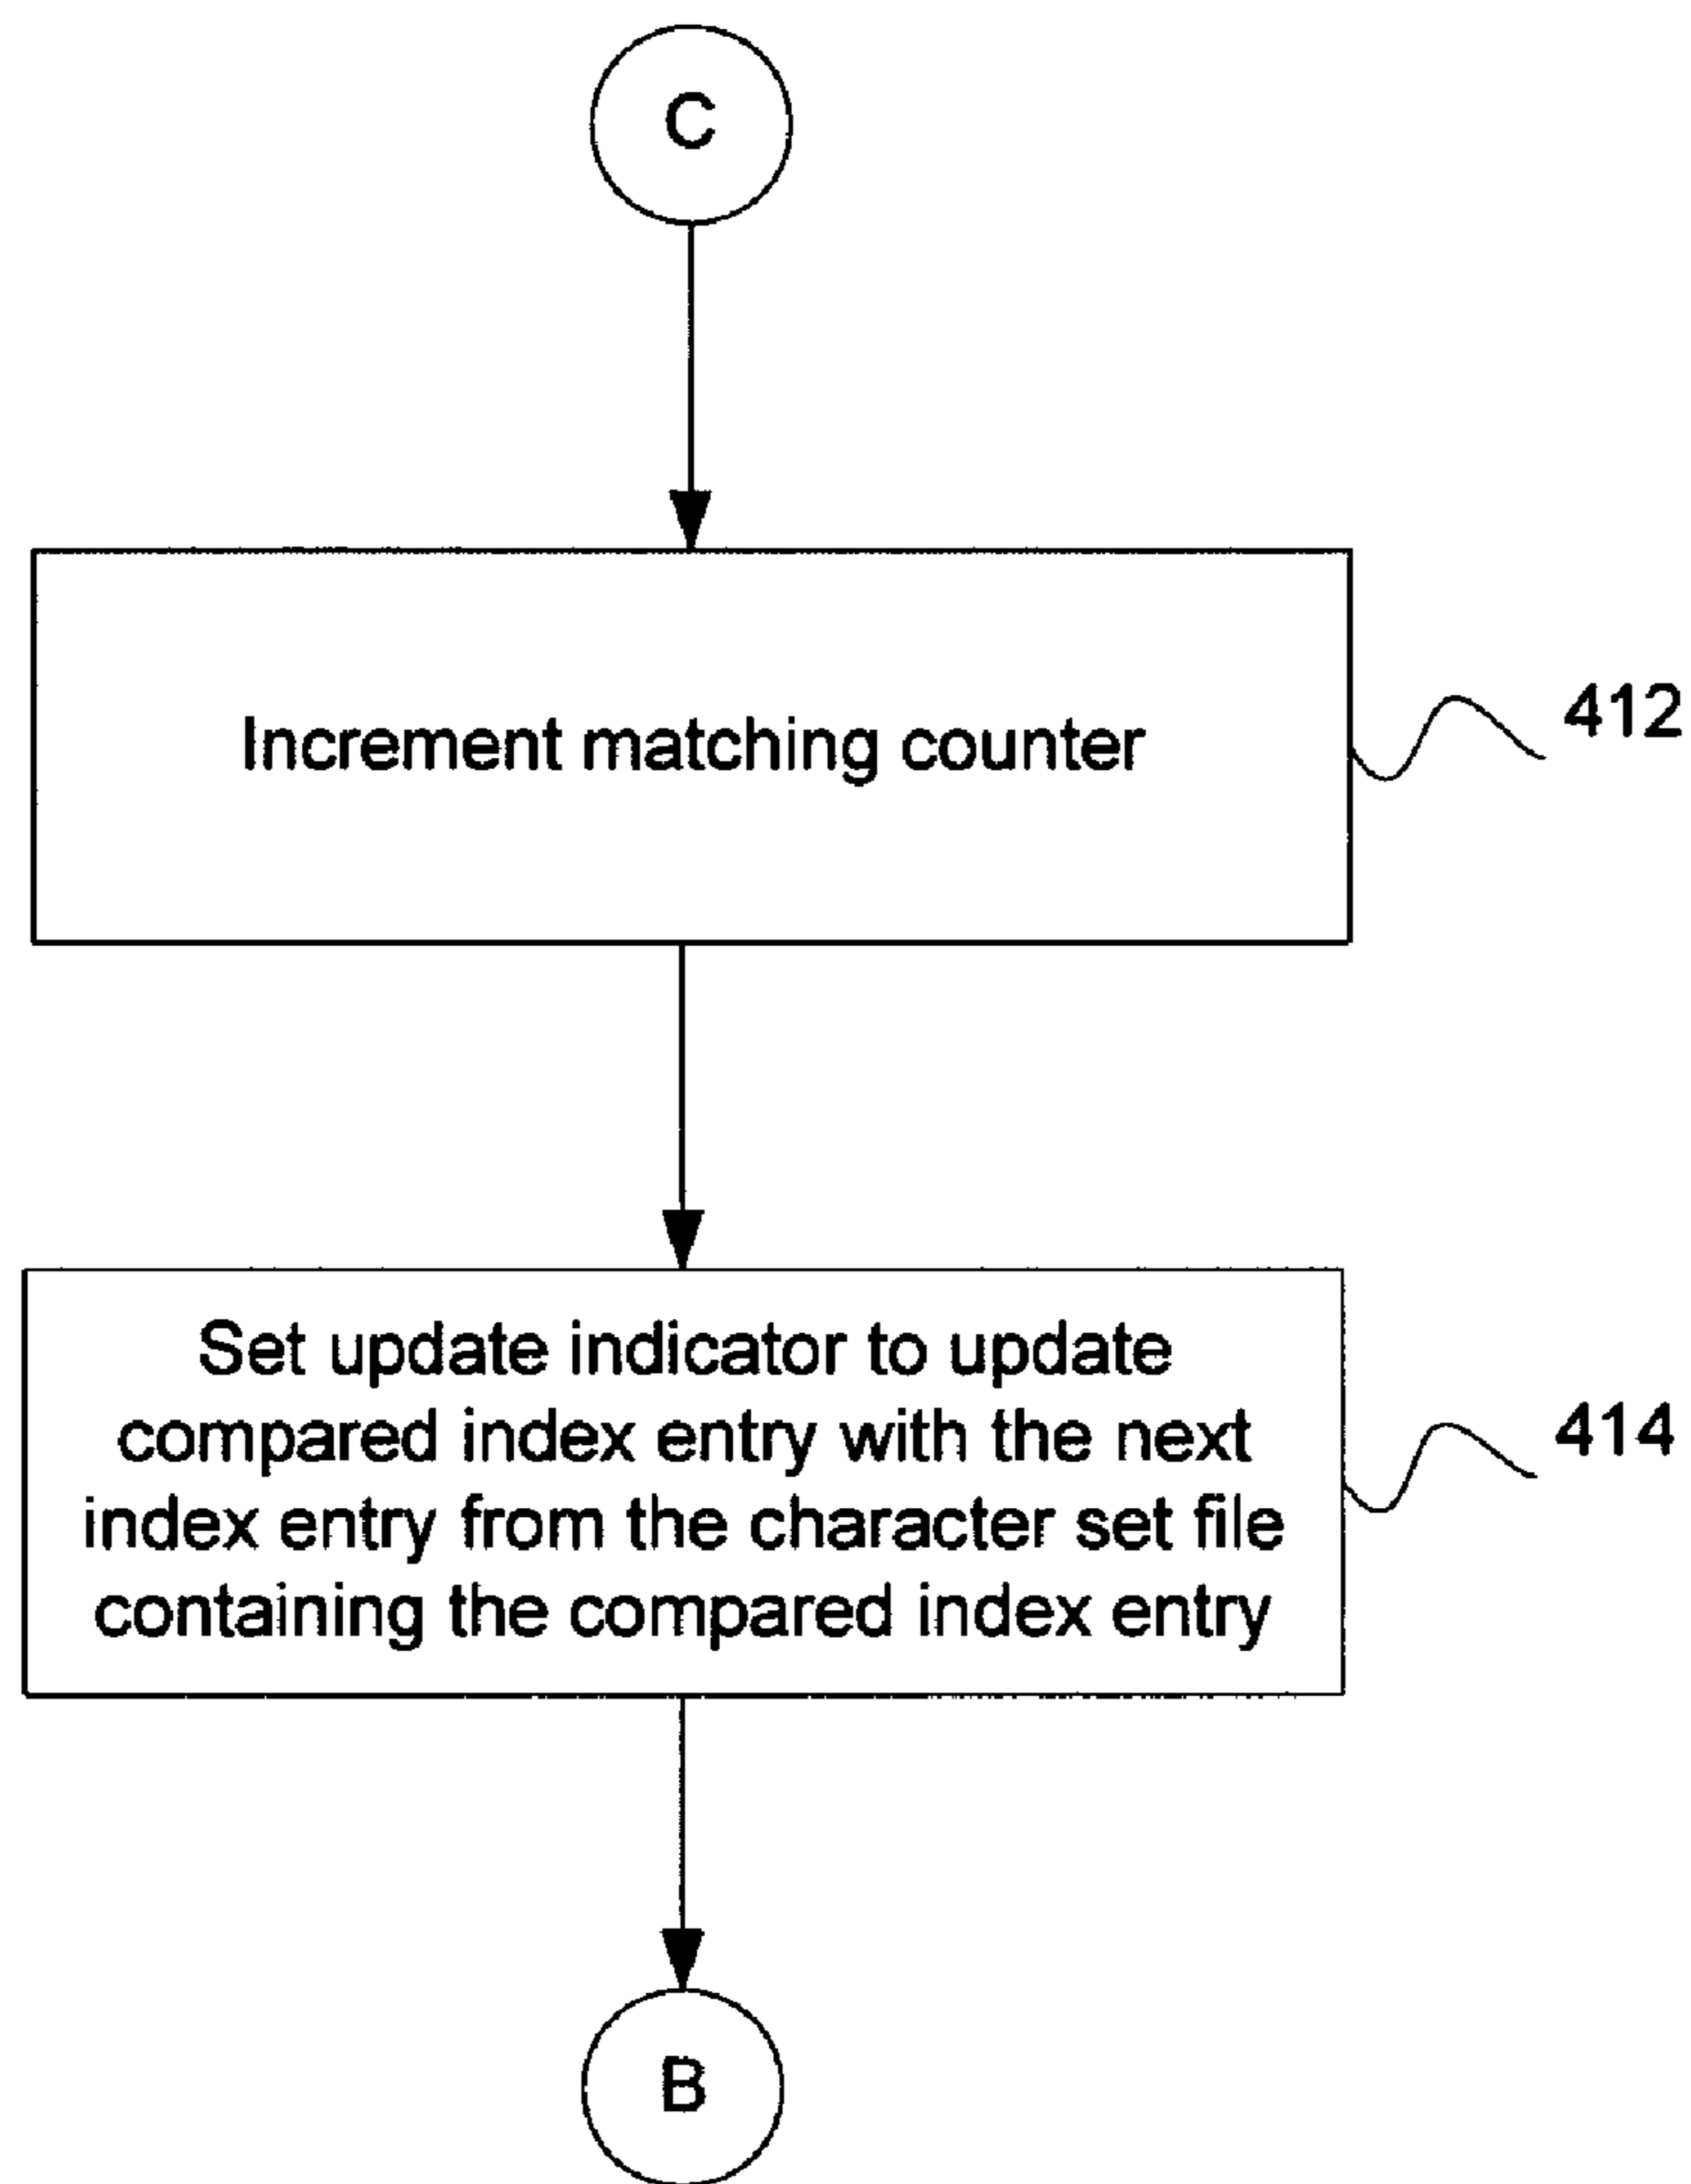 C
Increment matching counter
412
Set update indicator to update
compared index entry with the next
index entry from the character set file
containing the compared index entry
414
B